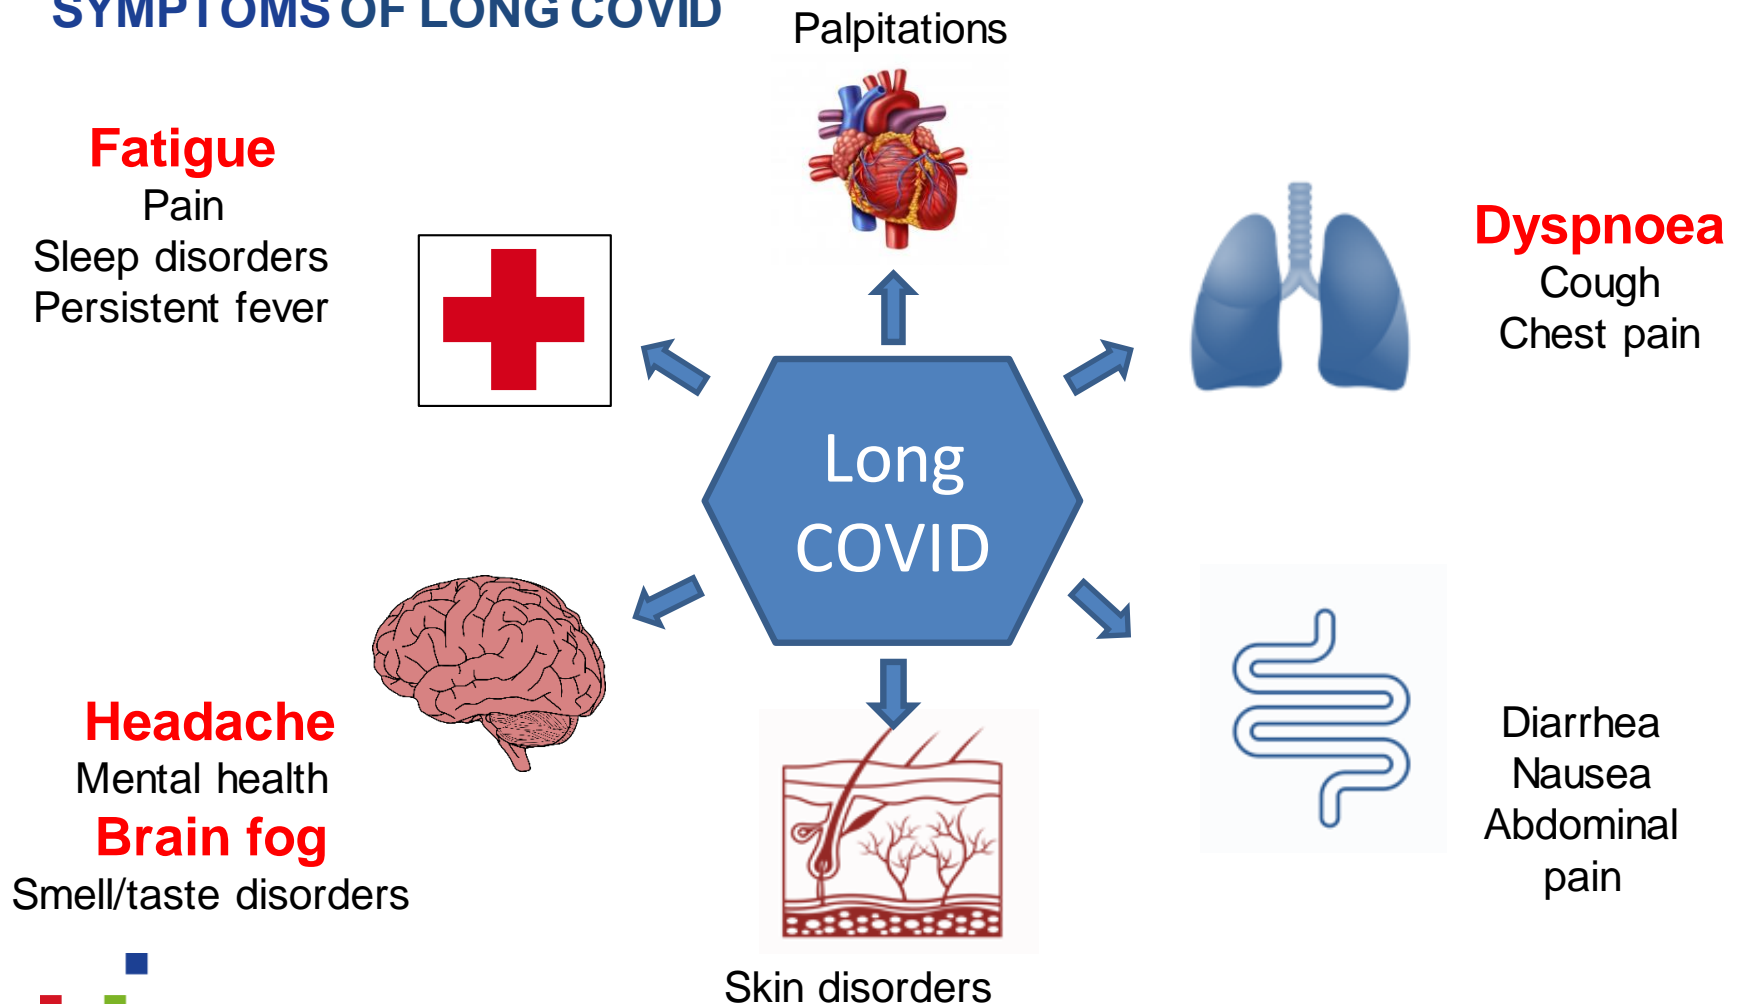 SYMPTOMS OF LONG COVID
Palpitations
Fatigue
Pain
Sleep disorders
Persistent fever
Dyspnoea
Cough
Chest pain
Long
COVID
Headache
Mental health
Brain fog
Smell/taste disorders
Diarrhea
Nausea
Abdominal
pain
Skin disorders